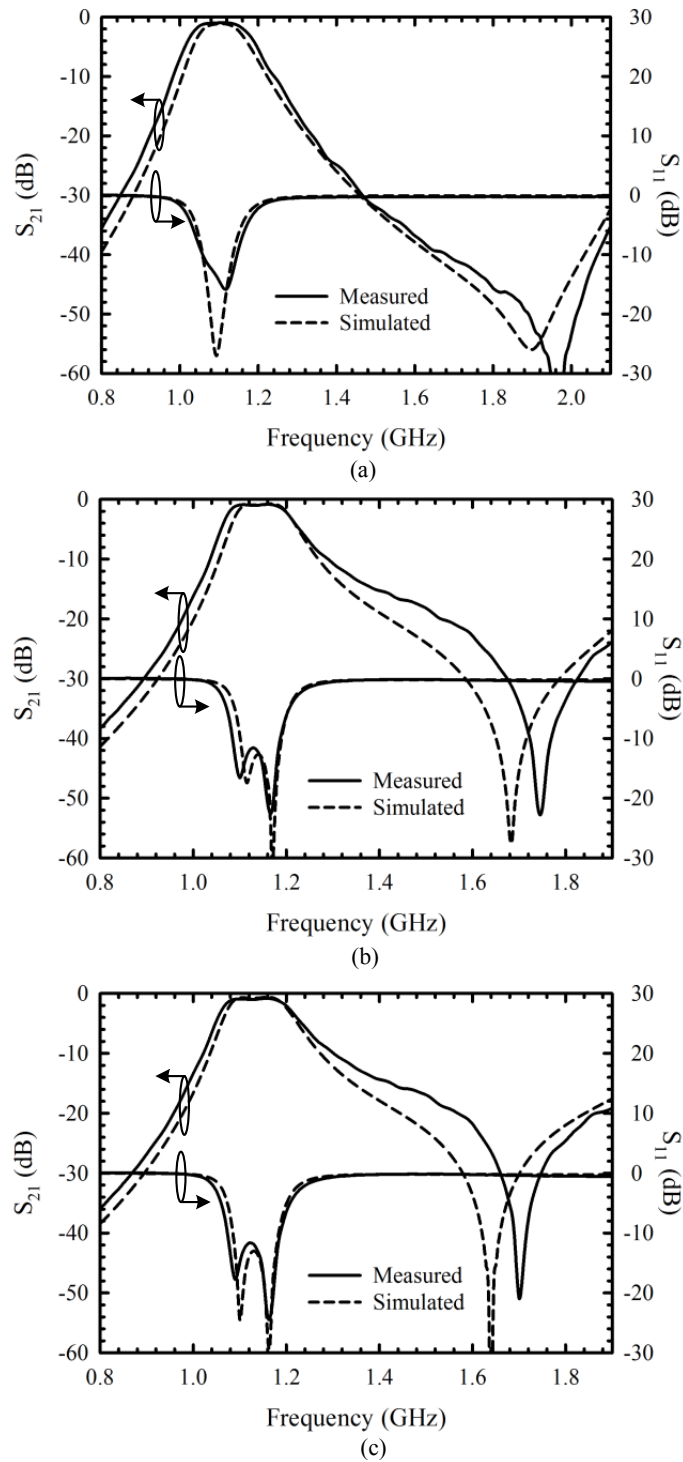 0
-10
-20
-30
-40
-50
-60
S21 (dB)
30
20
10
0
-10
-20
-30
S11 (dB)
Measured
Simulated
0.8 1.0 1.2 1.4 1.6 1.8 2.0
Frequency (GHz)
(a)
0
-10
-20
-30
-40
-50
-60
S21 (dB)
30
20
10
0
-10
-20
-30
S11 (dB)
Measured
Simulated
0.8 1.0 1.2 1.4 1.6 1.8
Frequency (GHz)
(b)
0
-10
-20
-30
-40
-50
-60
S21 (dB)
30
20
10
0
-10
-20
-30
S11 (dB)
Measured
Simulated
0.8 1.0 1.2 1.4 1.6 1.8
Frequency (GHz)
(c)